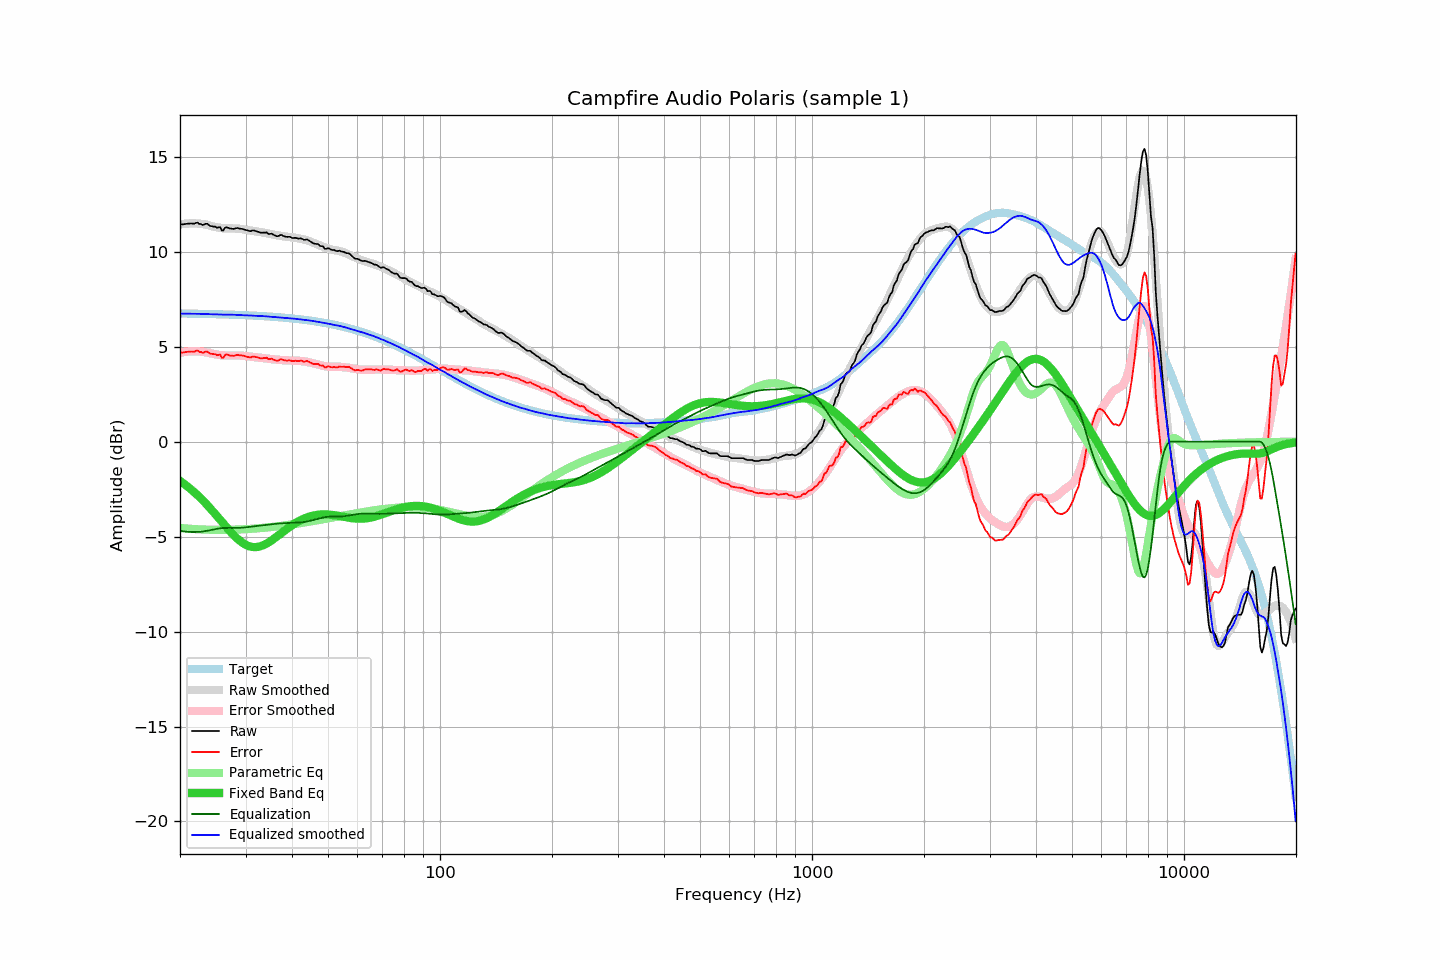 Campfire Audio Polaris (sample 1)
15
10
5
0
−5
−10
−15
−20
Amplitude (dBr)
Target
Raw Smoothed
Error Smoothed
Raw
Error
Parametric Eq
Fixed Band Eq
Equalization
Equalized smoothed
100 1000 10000
Frequency (Hz)